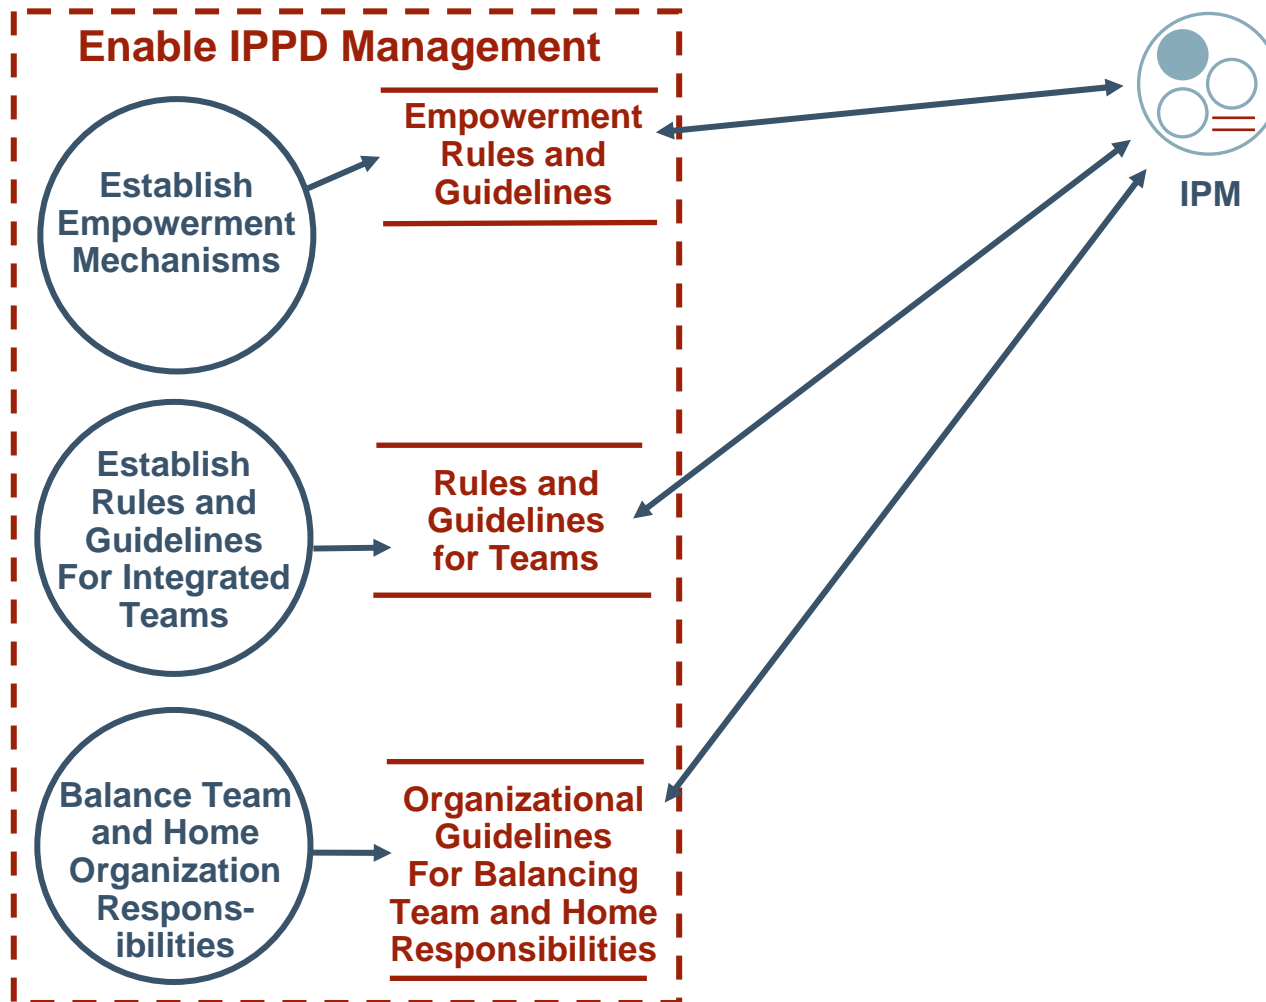 Enable IPPD Management
Establish
Empowerment
Mechanisms
Empowerment
Rules and
Guidelines
IPM
Establish
Rules and
Guidelines
For Integrated
Teams
Rules and
Guidelines
for Teams
Balance Team
and Home
Organization
Respons-
ibilities
Organizational
Guidelines
For Balancing
Team and Home
Responsibilities